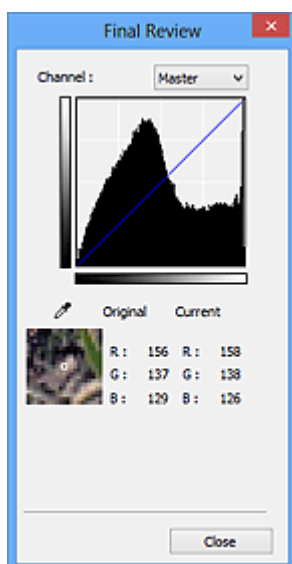 Final Review
Channel : Master
Original Current
R : 156 R : 158
G : 137 G : 138
B : 129 B : 126
Close